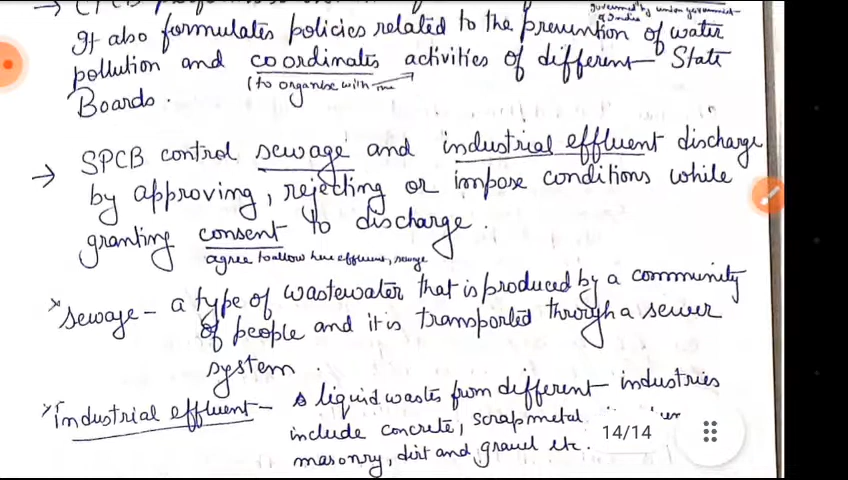 → CPCB
governed by union government
of India
It also formulates policies related to the prevention of water
pollution and coordinates activities of different State
(to organise with
Boards.
→ SPCB control sewage and industrial effluent discharge
by approving, rejecting or impose conditions while
granting consent to discharge.
agree to allow here effluent, sewage
* Sewage - a type of wastewater that is produced by a community
of people and it is transported through a sewer
system.
* Industrial effluent - liquid wastes from different industries
include concrete, scrap metal
masonry, dirt and gravel etc.
14/14